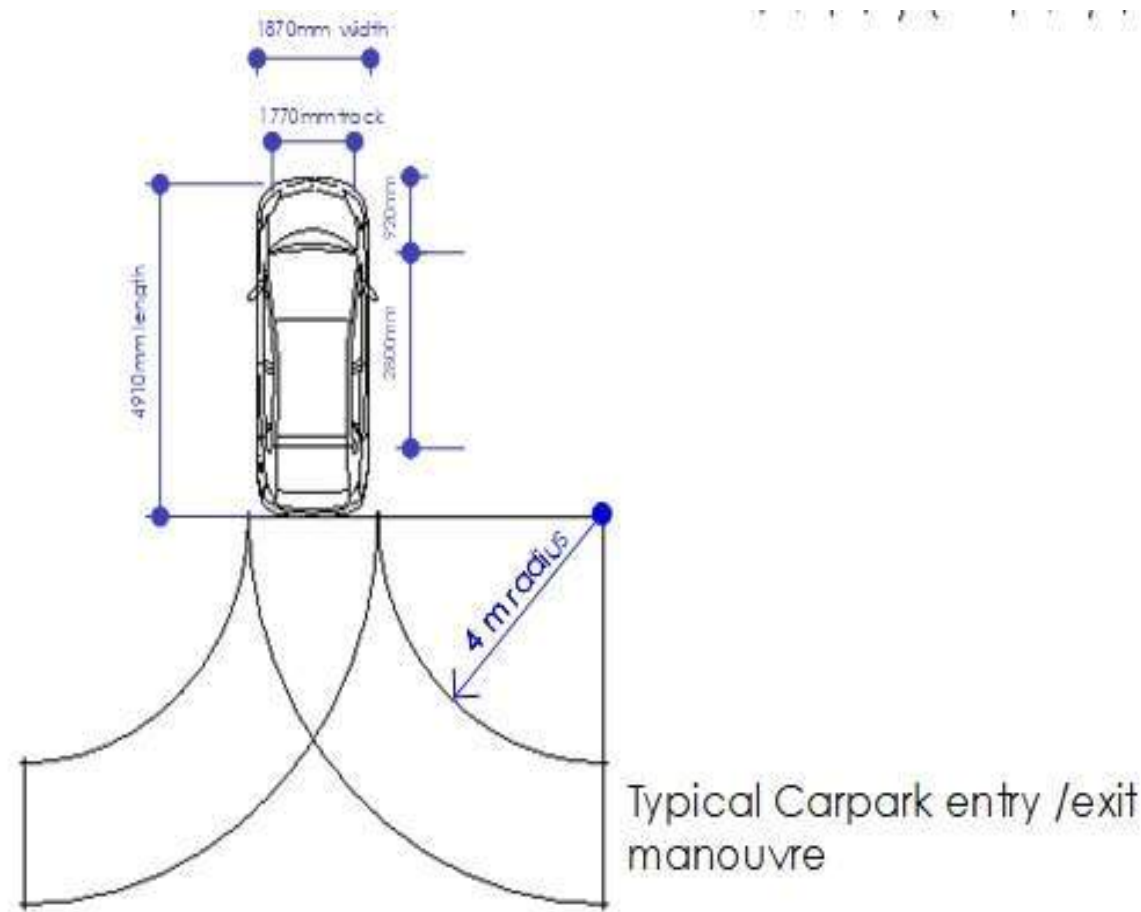 1870mm width
1770mm track
920mm
2800mm
4910mm length
4 m radius
Typical Carpark entry /exit
manouvre